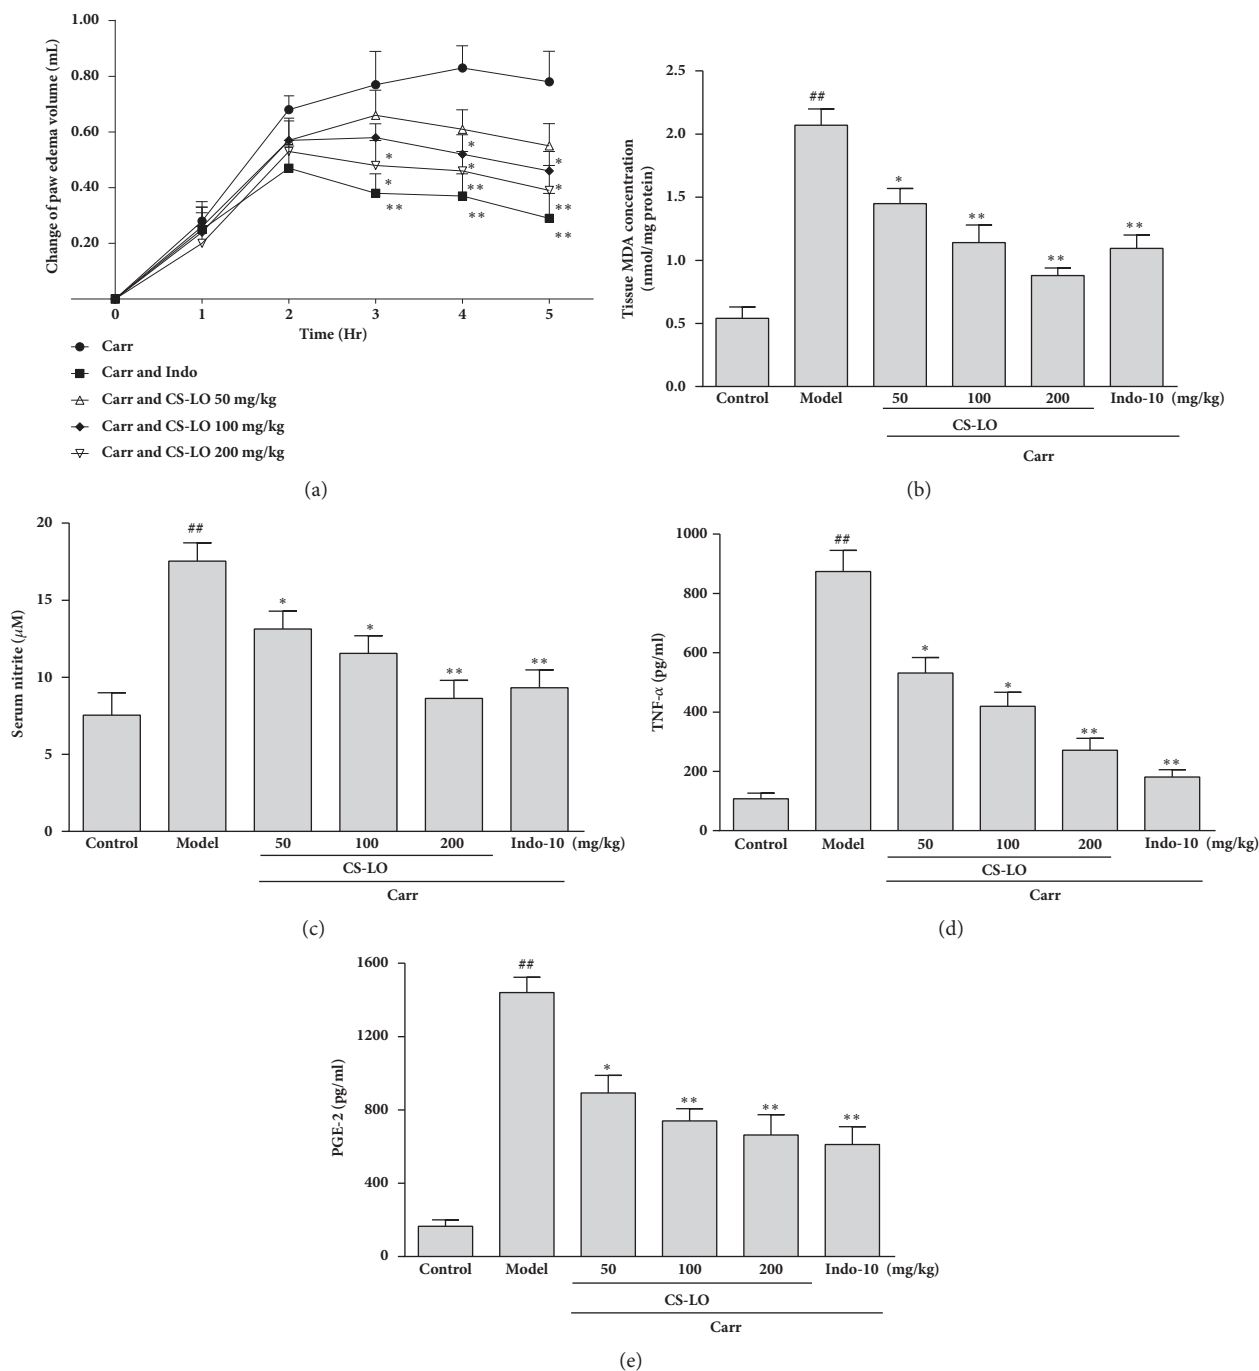 1.00
0.80
0.60
0.40
0.20
Change of paw edema volume (mL)
* * * *
* * ** * *
** ** **
**
0 1 2 3 4 5
Time (Hr)
Carr
Carr and Indo
Carr and CS-LO 50 mg/kg
Carr and CS-LO 100 mg/kg
Carr and CS-LO 200 mg/kg
(a)
2.5
2.0
1.5
1.0
0.5
0.0
Tissue MDA concentration
(nmol/mg protein)
##
*
**
**
**
Control Model 50 100 200 Indo-10 (mg/kg)
CS-LO
Carr
(b)
20
15
10
5
0
Serum nitrite (μM)
##
*
*
**
**
Control Model 50 100 200 Indo-10 (mg/kg)
CS-LO
Carr
(c)
1000
800
600
400
200
0
TNF-α (pg/ml)
##
*
*
**
**
Control Model 50 100 200 Indo-10 (mg/kg)
CS-LO
Carr
(d)
1600
1200
800
400
0
PGE-2 (pg/ml)
##
*
**
**
**
Control Model 50 100 200 Indo-10 (mg/kg)
CS-LO
Carr
(e)